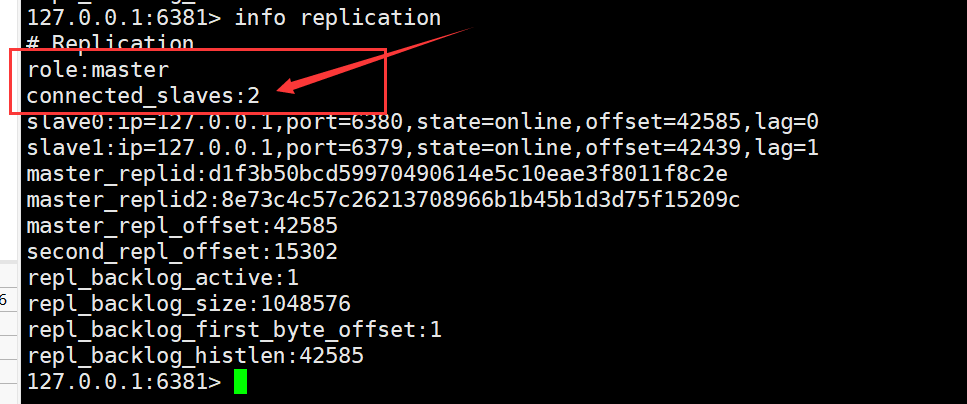 127.0.0.1:6381> info replication
# Replication
role:master
connected_slaves:2
slave0:ip=127.0.0.1,port=6380,state=online,offset=42585,lag=0
slave1:ip=127.0.0.1,port=6379,state=online,offset=42439,lag=1
master_replid:d1f3b50bcd59970490614e5c10eae3f8011f8c2e
master_replid2:8e73c4c57c26213708966b1b45b1d3d75f15209c
master_repl_offset:42585
second_repl_offset:15302
repl_backlog_active:1
repl_backlog_size:1048576
6
repl_backlog_first_byte_offset:1
repl_backlog_histlen:42585
127.0.0.1:6381>